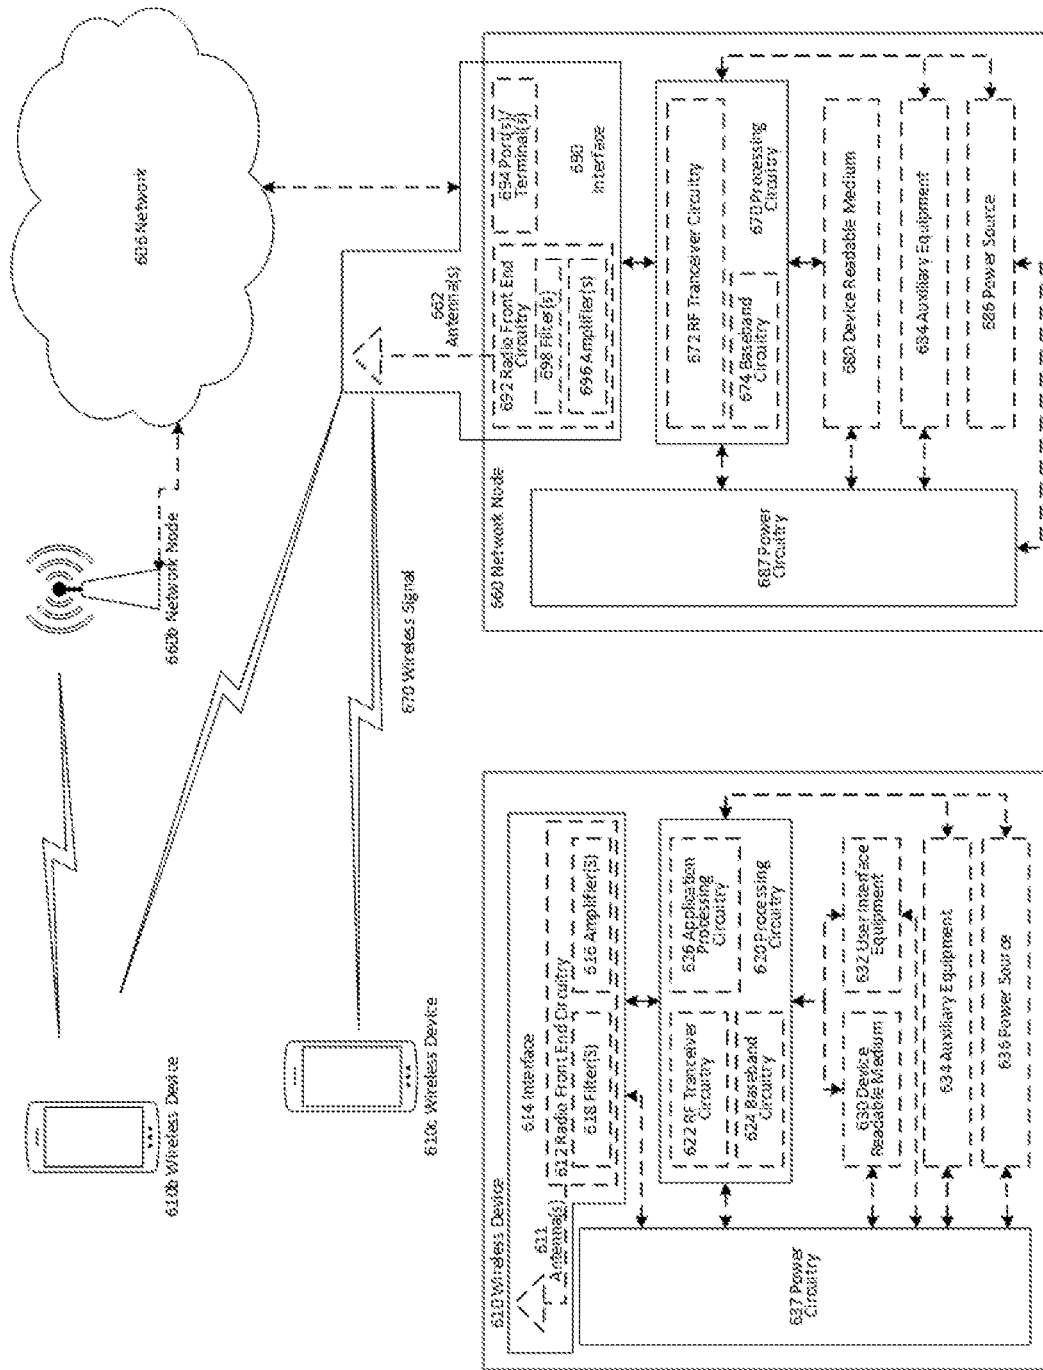 610b Wireless Device
660b Network Node
606 Network
610c Wireless Device
670 Wireless Signal
662
Antenna(s)
610 Wireless Device
611
Antenna(s)
614 Interface
612 Radio Front End Circuitry
618 Filter(S)
616 Amplifier(S)
622 RF Tranceiver
Circuitry
624 Baseband
Circuitry
626 Application
Processing
Circuitry
620 Processing
Circuitry
630 Device
Readable Medium
632 User Interface
Equipment
634 Auxiliary Equipment
636 Power Source
637 Power
Circuitry
660 Network Node
692 Radio Front End
Circuitry
698 Filter(s)
696 Amplifier(s)
694 Port(s)/
Terminal(s)
690
Interface
672 RF Tranceiver Circuitry
674 Baseband
Circuitry
670 Processing
Circuitry
680 Device Readable Medium
684 Auxiliary Equipment
686 Power Source
687 Power
Circuitry